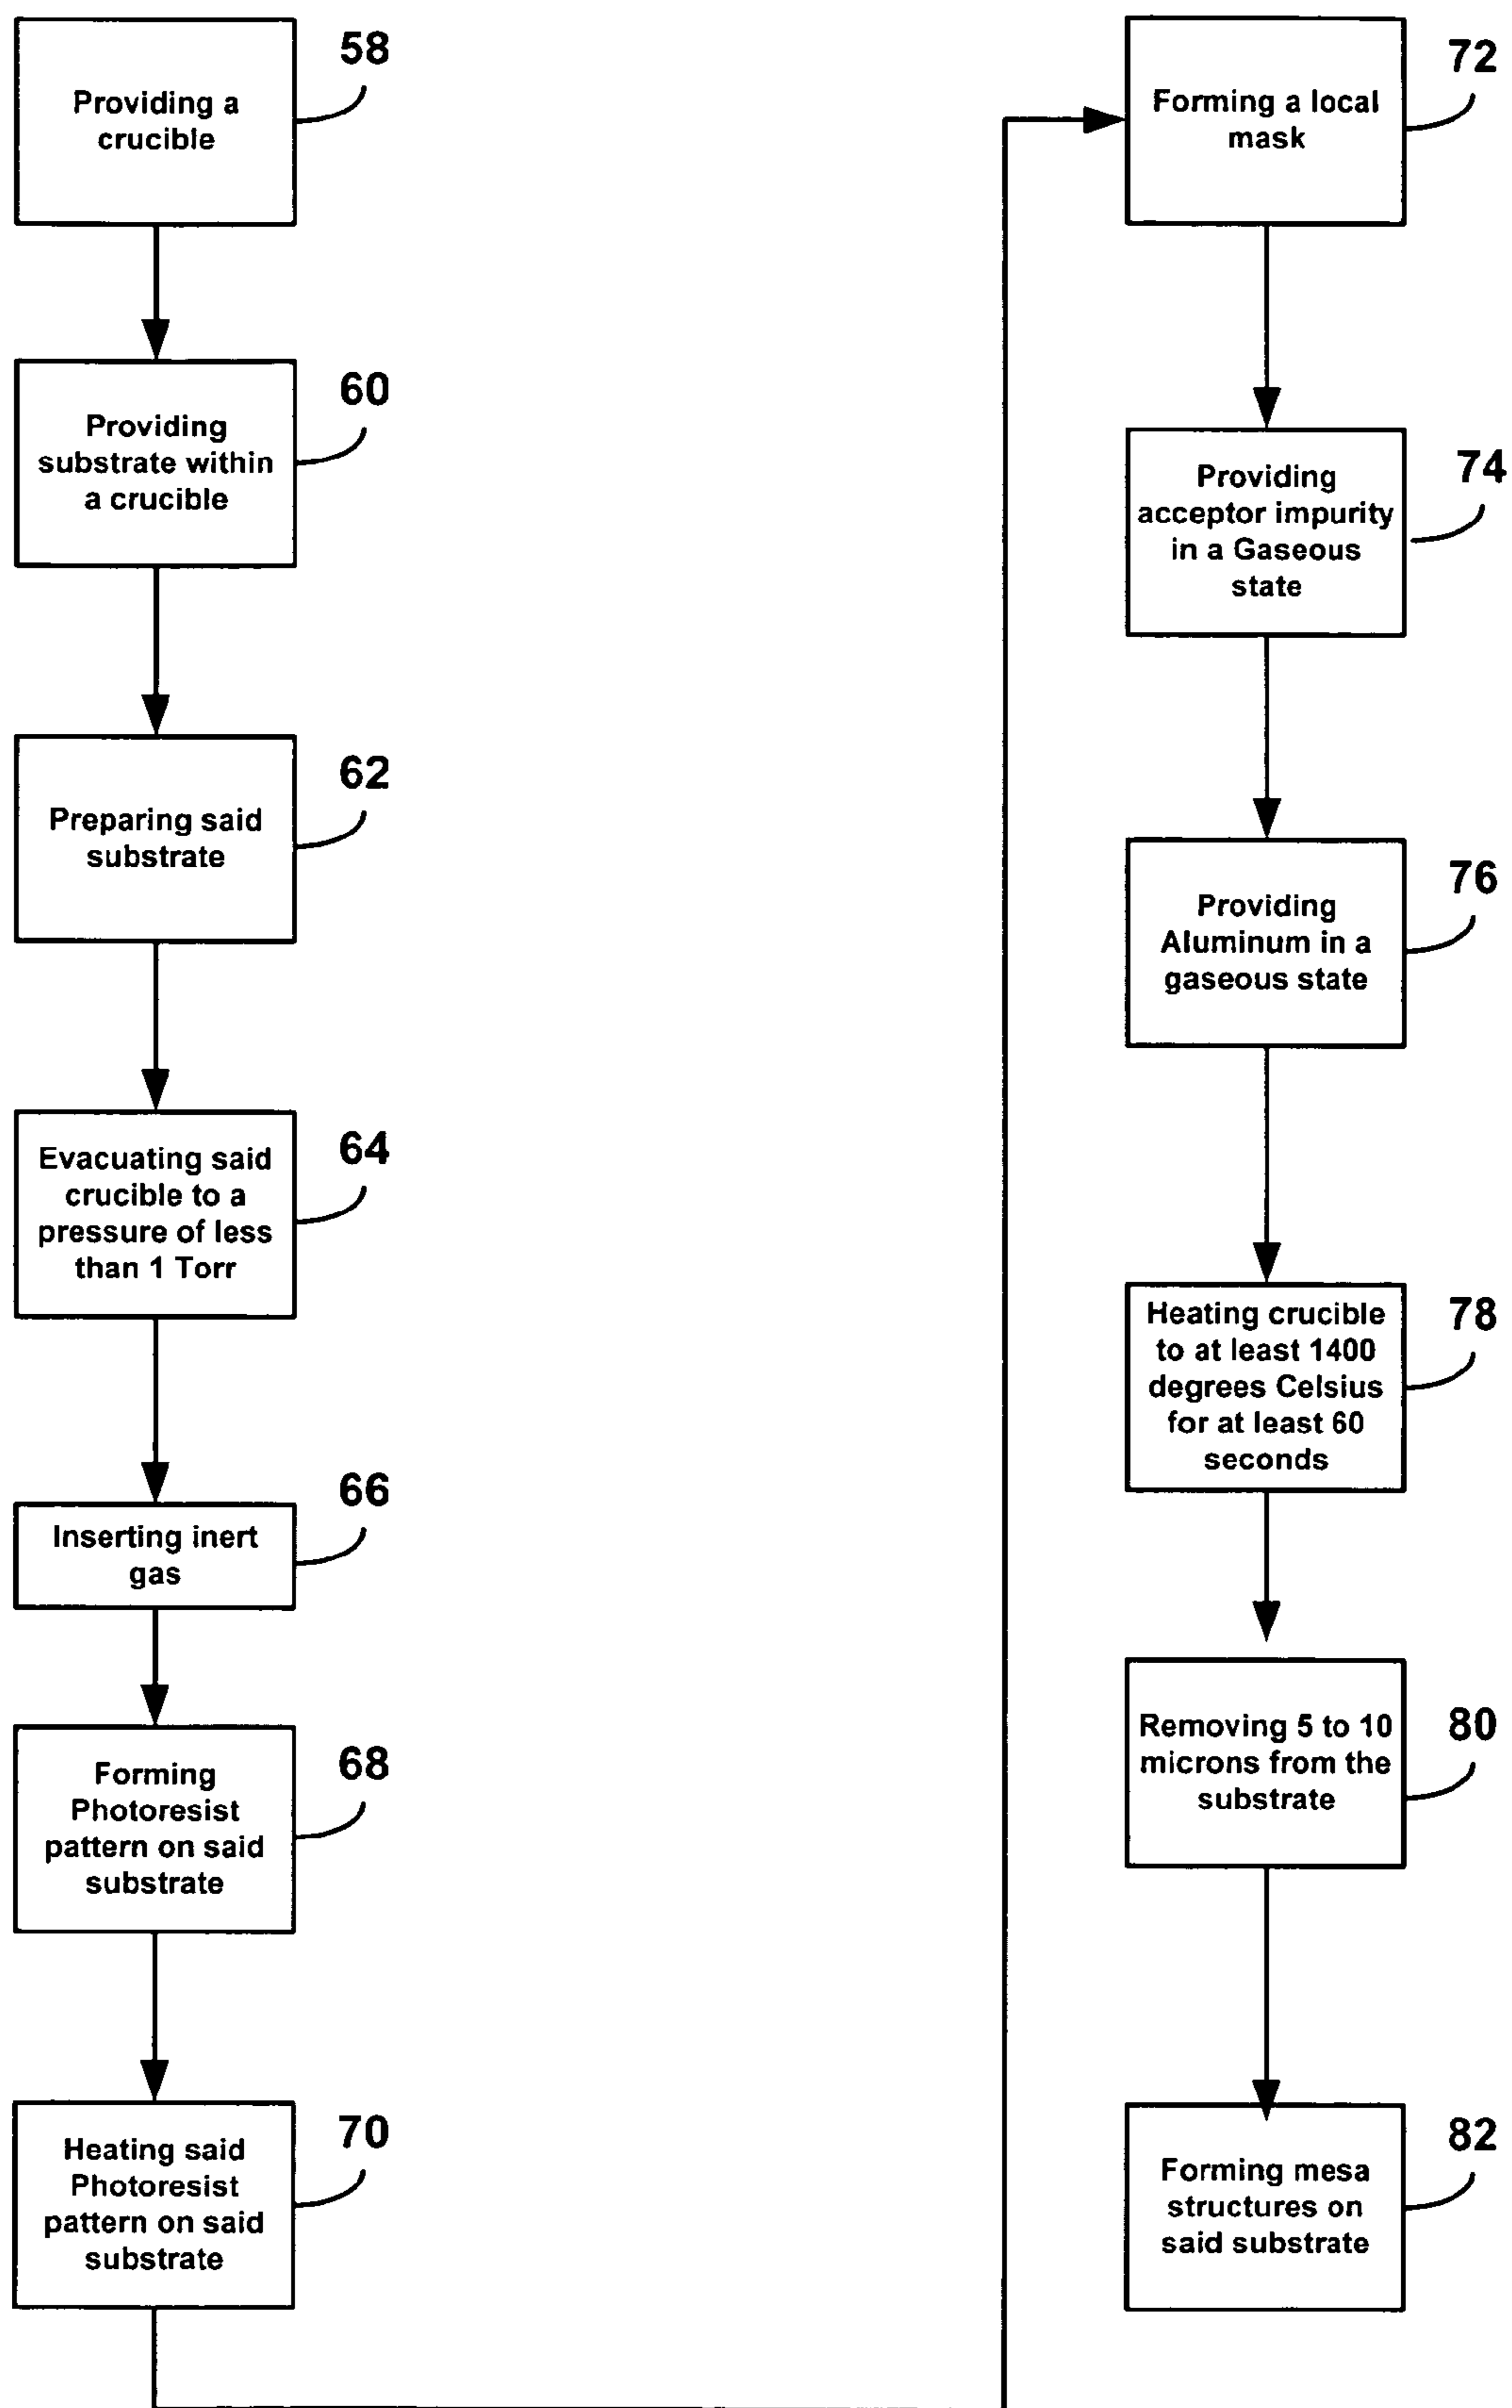 58
Providing a
crucible
60
Providing
substrate within
a crucible
62
Preparing said
substrate
64
Evacuating said
crucible to a
pressure of less
than 1 Torr
66
Inserting inert
gas
68
Forming
Photoresist
pattern on said
substrate
70
Heating said
Photoresist
pattern on said
substrate
72
Forming a local
mask
74
Providing
acceptor impurity
in a Gaseous
state
76
Providing
Aluminum in a
gaseous state
78
Heating crucible
to at least 1400
degrees Celsius
for at least 60
seconds
80
Removing 5 to 10
microns from the
substrate
82
Forming mesa
structures on
said substrate